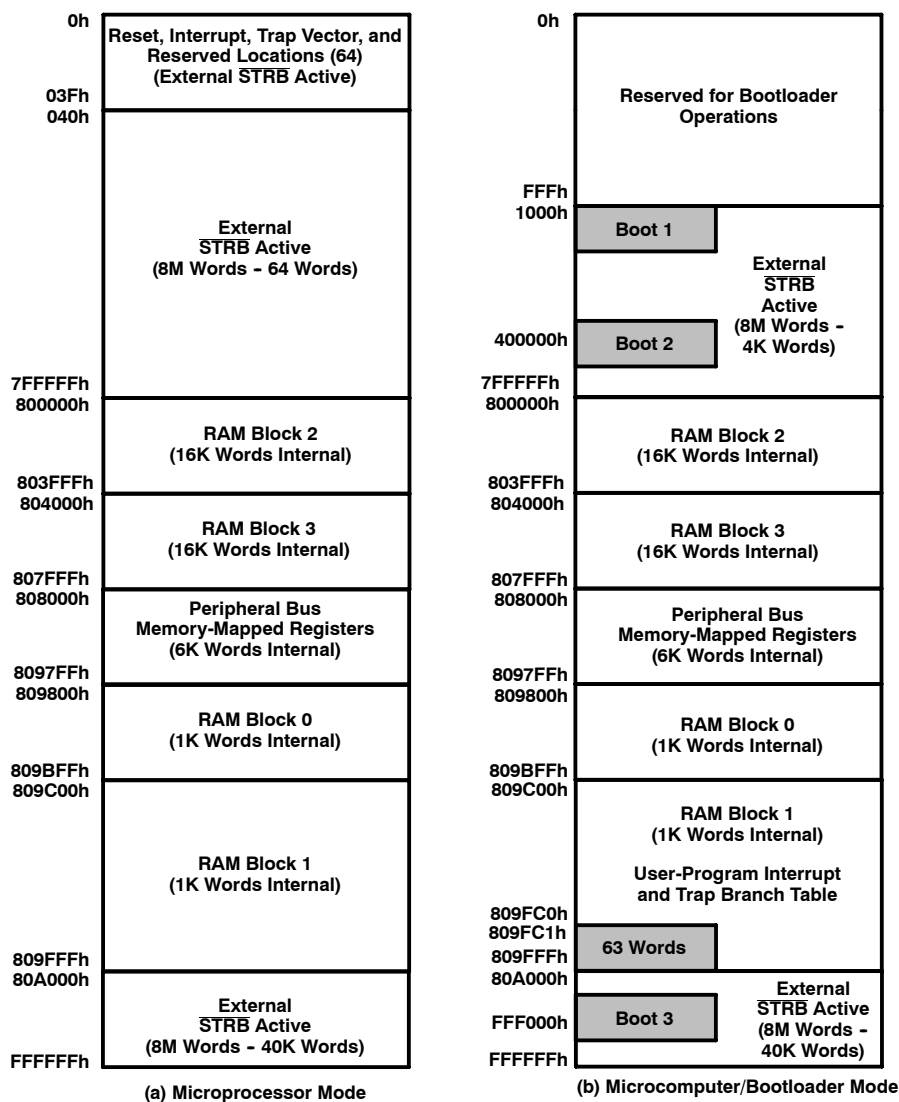 0h
Reset, Interrupt, Trap Vector, and
Reserved Locations (64)
(External STRB Active)
03Fh
040h
External
STRB Active
(8M Words - 64 Words)
7FFFFFh
800000h
RAM Block 2
(16K Words Internal)
803FFFh
804000h
RAM Block 3
(16K Words Internal)
807FFFh
808000h
Peripheral Bus
Memory-Mapped Registers
(6K Words Internal)
8097FFh
809800h
RAM Block 0
(1K Words Internal)
809BFFh
809C00h
RAM Block 1
(1K Words Internal)
809FFFh
80A000h
External
STRB Active
(8M Words - 40K Words)
FFFFFFh
(a) Microprocessor Mode
0h
Reserved for Bootloader
Operations
FFFh
1000h
Boot 1
External
STRB
Active
(8M Words -
4K Words)
400000h
Boot 2
7FFFFFh
800000h
RAM Block 2
(16K Words Internal)
803FFFh
804000h
RAM Block 3
(16K Words Internal)
807FFFh
808000h
Peripheral Bus
Memory-Mapped Registers
(6K Words Internal)
8097FFh
809800h
RAM Block 0
(1K Words Internal)
809BFFh
809C00h
RAM Block 1
(1K Words Internal)
User-Program Interrupt
and Trap Branch Table
809FC0h
809FC1h
63 Words
809FFFh
80A000h
External
STRB Active
(8M Words -
40K Words)
FFF000h
Boot 3
FFFFFFh
(b) Microcomputer/Bootloader Mode